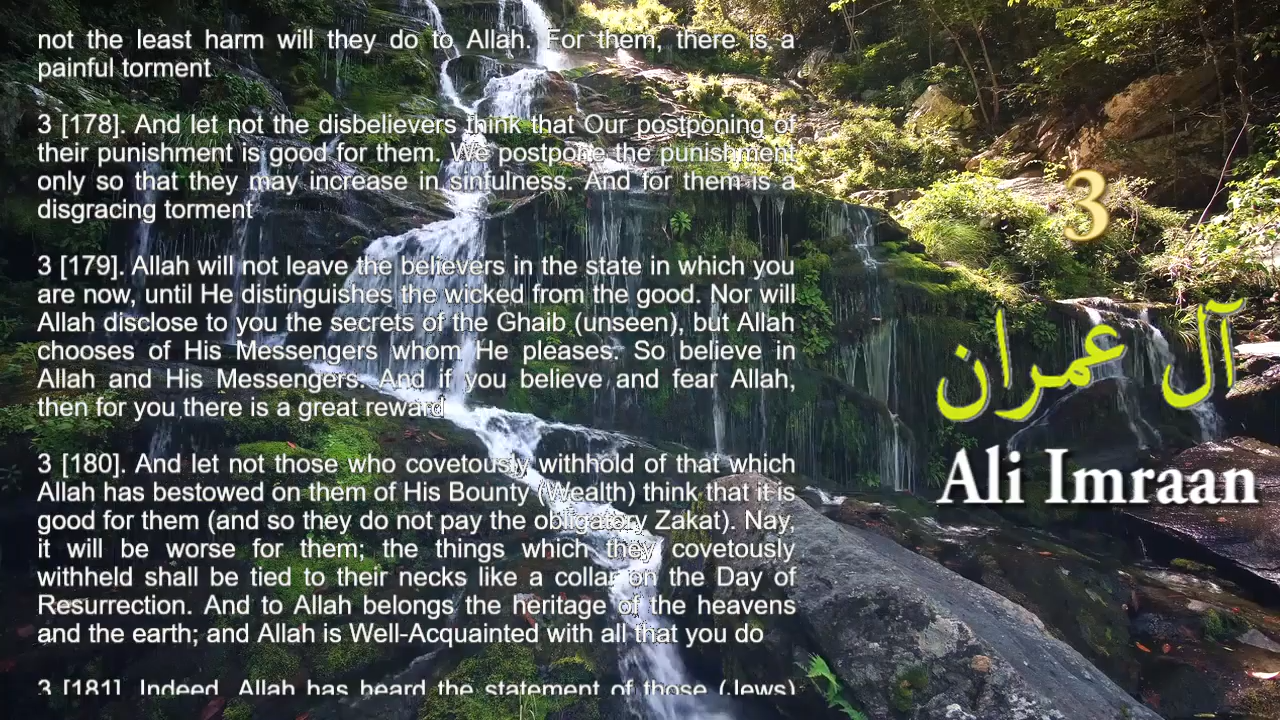 not the least harm will they do to Allah. For them, there is a
painful torment
3 [178]. And let not the disbelievers think that Our postponing of
their punishment is good for them. We postpone the punishment
only so that they may increase in sinfulness. And for them is a
disgracing torment
3 [179]. Allah will not leave the believers in the state in which you
are now, until He distinguishes the wicked from the good. Nor will
Allah disclose to you the secrets of the Ghaib (unseen), but Allah
chooses of His Messengers whom He pleases. So believe in
Allah and His Messengers. And if you believe and fear Allah,
then for you there is a great reward
3 [180]. And let not those who covetously withhold of that which
Allah has bestowed on them of His Bounty (Wealth) think that it is
good for them (and so they do not pay the obligatory Zakat). Nay,
it will be worse for them; the things which they covetously
withheld shall be tied to their necks like a collar on the Day of
Resurrection. And to Allah belongs the heritage of the heavens
and the earth; and Allah is Well-Acquainted with all that you do
3 [181]. Indeed, Allah has heard the statement of those (Jews)
3
آل عمران
Ali Imraan